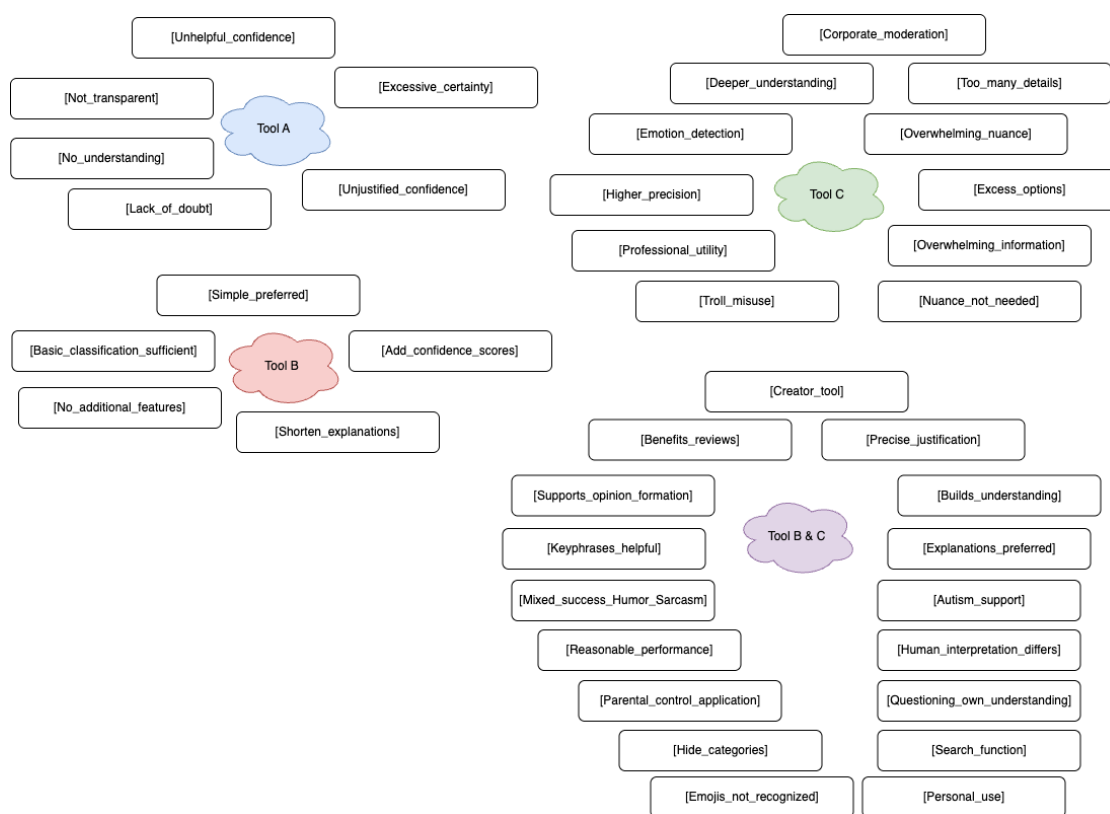 [Unhelpful_confidence]
[Excessive_certainty]
[Not_transparent]
Tool A
[No_understanding]
[Unjustified_confidence]
[Lack_of_doubt]
[Corporate_moderation]
[Deeper_understanding]
[Too_many_details]
[Emotion_detection]
[Overwhelming_nuance]
[Higher_precision]
Tool C
[Excess_options]
[Professional_utility]
[Overwhelming_information]
[Troll_misuse]
[Nuance_not_needed]
[Simple_preferred]
[Basic_classification_sufficient]
Tool B
[Add_confidence_scores]
[No_additional_features]
[Shorten_explanations]
[Creator_tool]
[Benefits_reviews]
[Precise_justification]
[Supports_opinion_formation]
[Builds_understanding]
Tool B & C
[Keyphrases_helpful]
[Explanations_preferred]
[Mixed_success_Humor_Sarcasm]
[Autism_support]
[Reasonable_performance]
[Human_interpretation_differs]
[Parental_control_application]
[Questioning_own_understanding]
[Hide_categories]
[Search_function]
[Emojis_not_recognized]
[Personal_use]